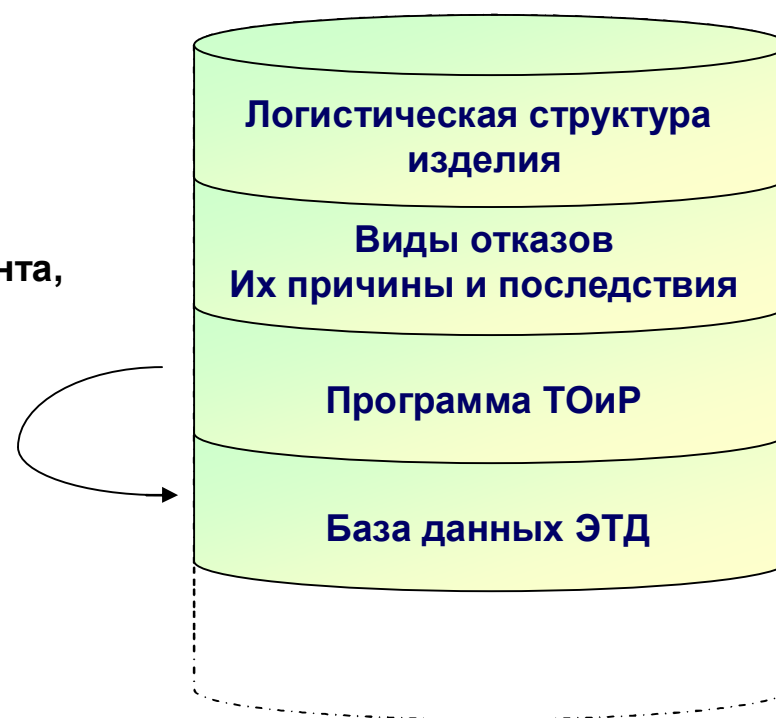 Логистическая структура
изделия
Виды отказов
нта,
Их причины и последствия
Программа ТОиР
База данных ЭТД